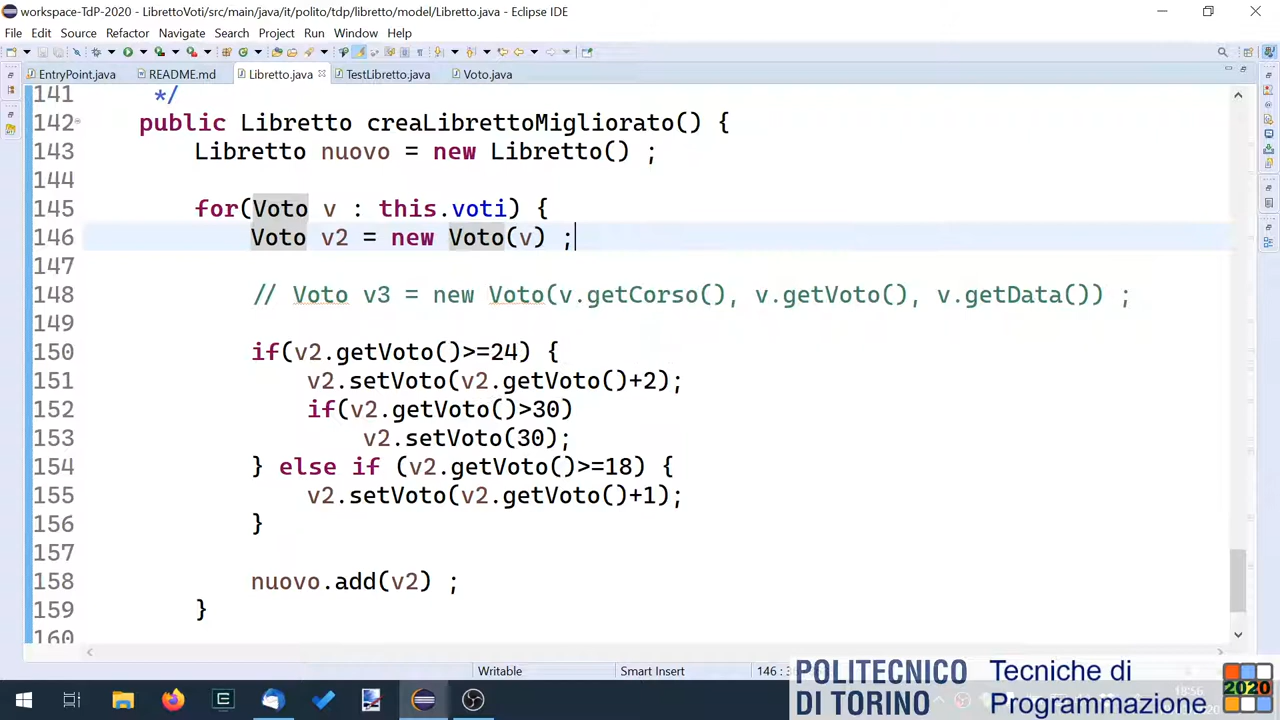 workspace-TdP-2020 - LibrettoVoti/src/main/java/it/polito/tdp/libretto/model/Libretto.java - Eclipse IDE
File Edit Source Refactor Navigate Search Project Run Window Help
EntryPoint.java README.md Libretto.java TestLibretto.java Voto.java
141 */
142 public Libretto creaLibrettoMigliorato() {
143 Libretto nuovo = new Libretto() ;
144
145 for(Voto v : this.voti) {
146 Voto v2 = new Voto(v) ;
147
148 // Voto v3 = new Voto(v.getCorso(), v.getVoto(), v.getData()) ;
149
150 if(v2.getVoto()>=24) {
151 v2.setVoto(v2.getVoto()+2);
152 if(v2.getVoto()>30)
153 v2.setVoto(30);
154 } else if (v2.getVoto()>=18) {
155 v2.setVoto(v2.getVoto()+1);
156 }
157
158 nuovo.add(v2) ;
159 }
160
Writable Smart Insert 146 : 3
POLITECNICO DI TORINO
Tecniche di Programmazione
2020
18:56